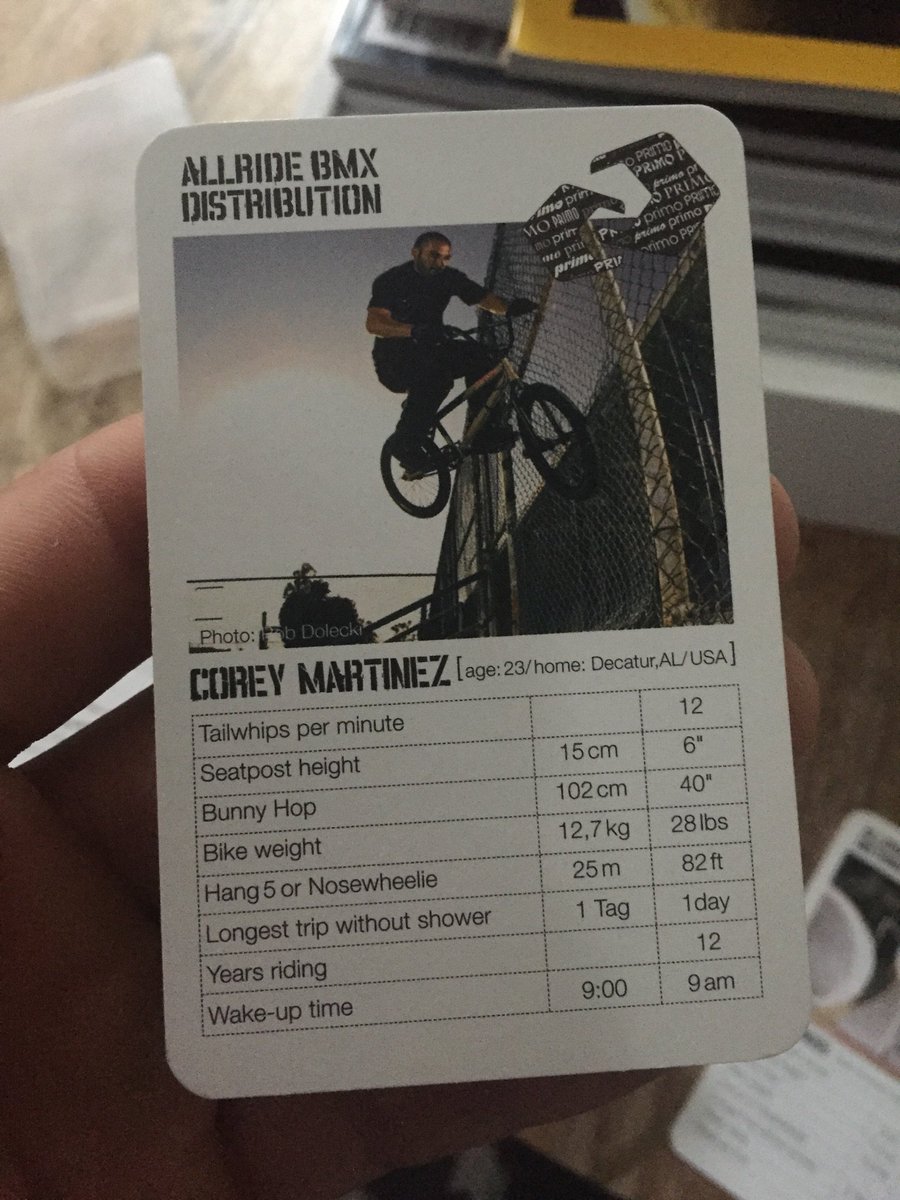 ALLRIDE BMX
DISTRIBUTION
PRIMO
primo
Photo: Rob Dolecki
COREY MARTINEZ [age: 23/home: Decatur,AL/USA]
Tailwhips per minute 12
Seatpost height 15 cm 6"
Bunny Hop 102 cm 40"
Bike weight 12,7 kg 28 lbs
Hang 5 or Nosewheelie 25 m 82 ft
Longest trip without shower 1 Tag 1 day
Years riding 12
Wake-up time 9:00 9 am